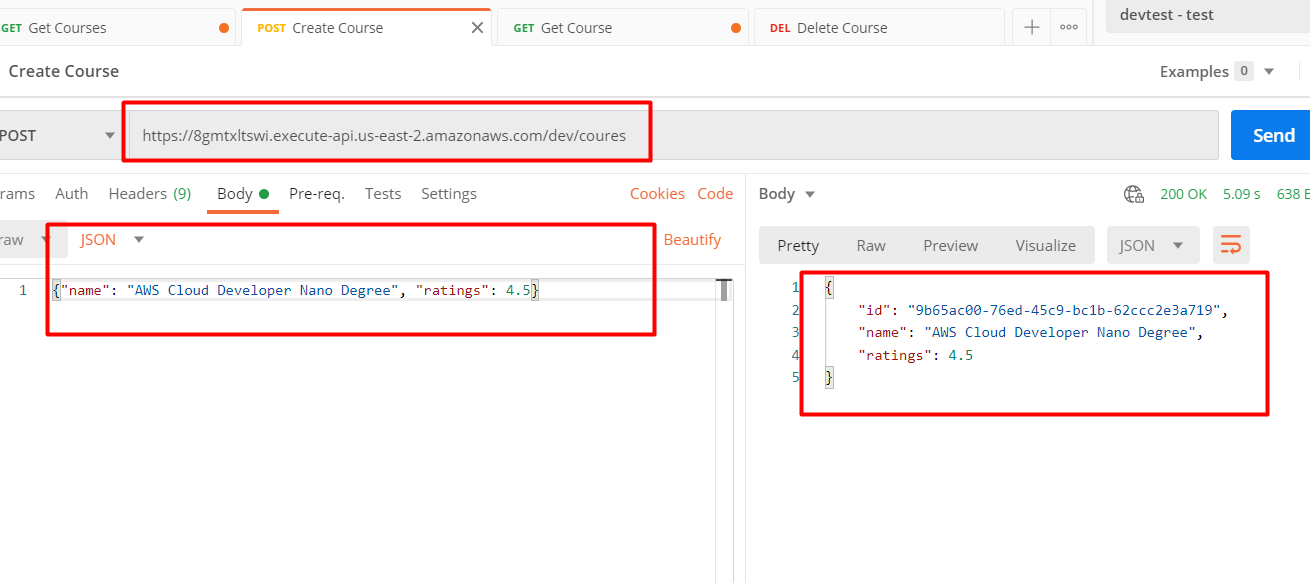 GET Get Courses
POST Create Course
GET Get Course
DEL Delete Course
devtest - test
Create Course
Examples 0
POST
https://8gmtxltswi.execute-api.us-east-2.amazonaws.com/dev/coures
Send
rams Auth Headers (9) Body Pre-req. Tests Settings Cookies Code
raw JSON Beautify
1 {"name": "AWS Cloud Developer Nano Degree", "ratings": 4.5}
Body 200 OK 5.09 s 638 B
Pretty Raw Preview Visualize JSON
1 {
2 "id": "9b65ac00-76ed-45c9-bc1b-62ccc2e3a719",
3 "name": "AWS Cloud Developer Nano Degree",
4 "ratings": 4.5
5 }